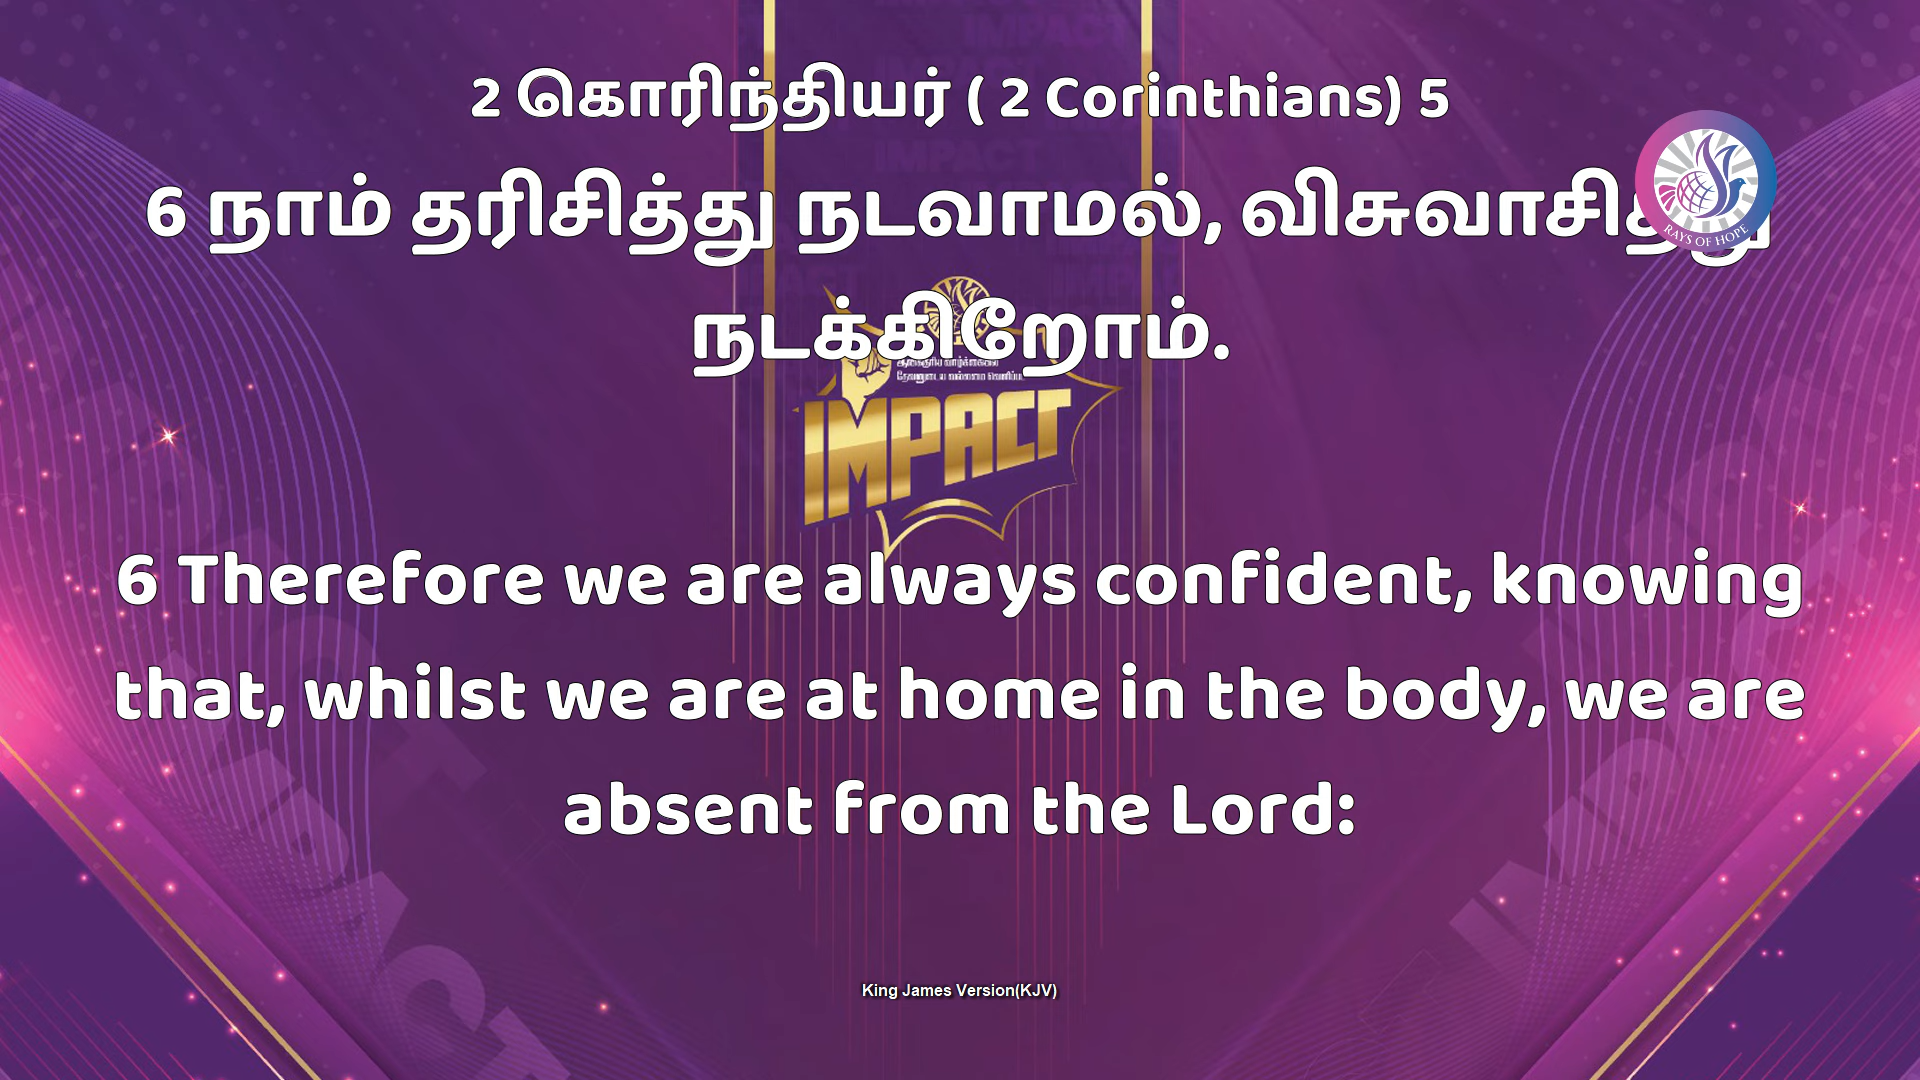 2 கொரிந்தியர் ( 2 Corinthians) 5
6 நாம் தரிசித்து நடவாமல், விசுவாசித்து
RAYS OF HOPE
நடக்கிறோம்.
IMPACT
6 Therefore we are always confident, knowing
that, whilst we are at home in the body, we are
absent from the Lord:
King James Version(KJV)